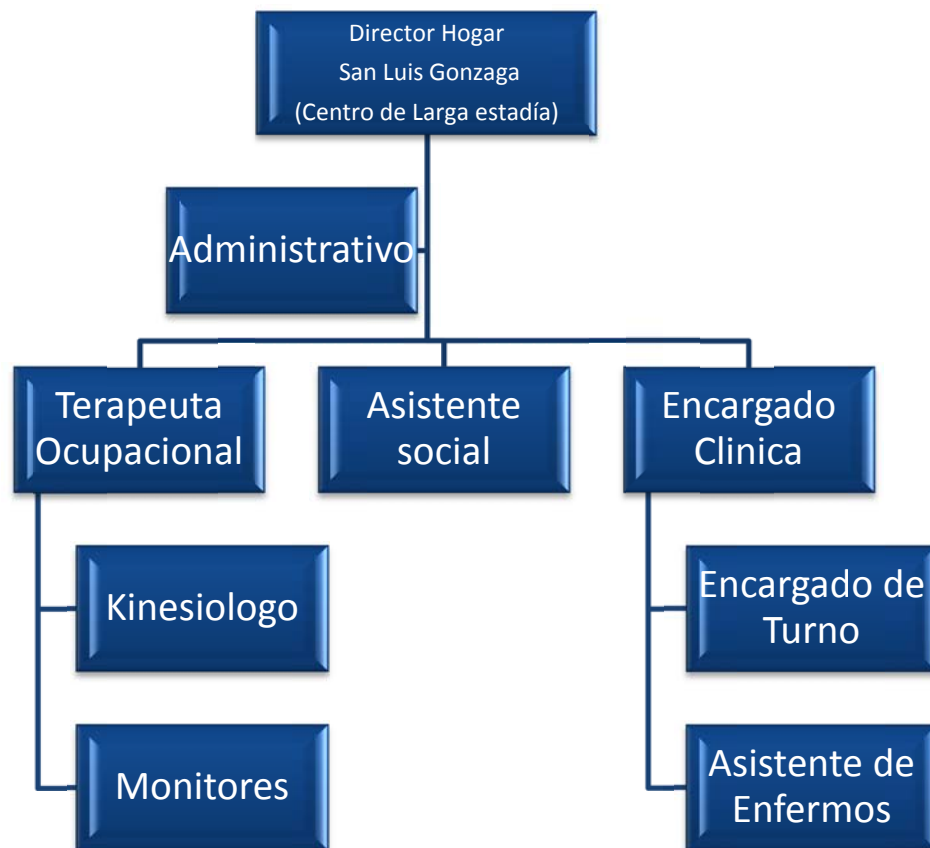 Director Hogar
San Luis Gonzaga
(Centro de Larga estadía)
Administrativo
Terapeuta
Ocupacional
Asistente
social
Encargado
Clinica
Kinesiologo
Encargado de
Turno
Monitores
Asistente de
Enfermos